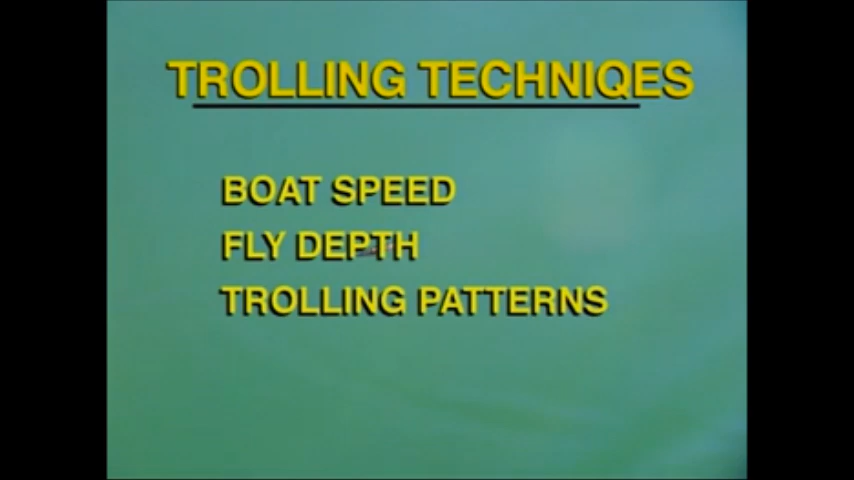 TROLLING TECHNIQES
BOAT SPEED
FLY DEPTH
TROLLING PATTERNS